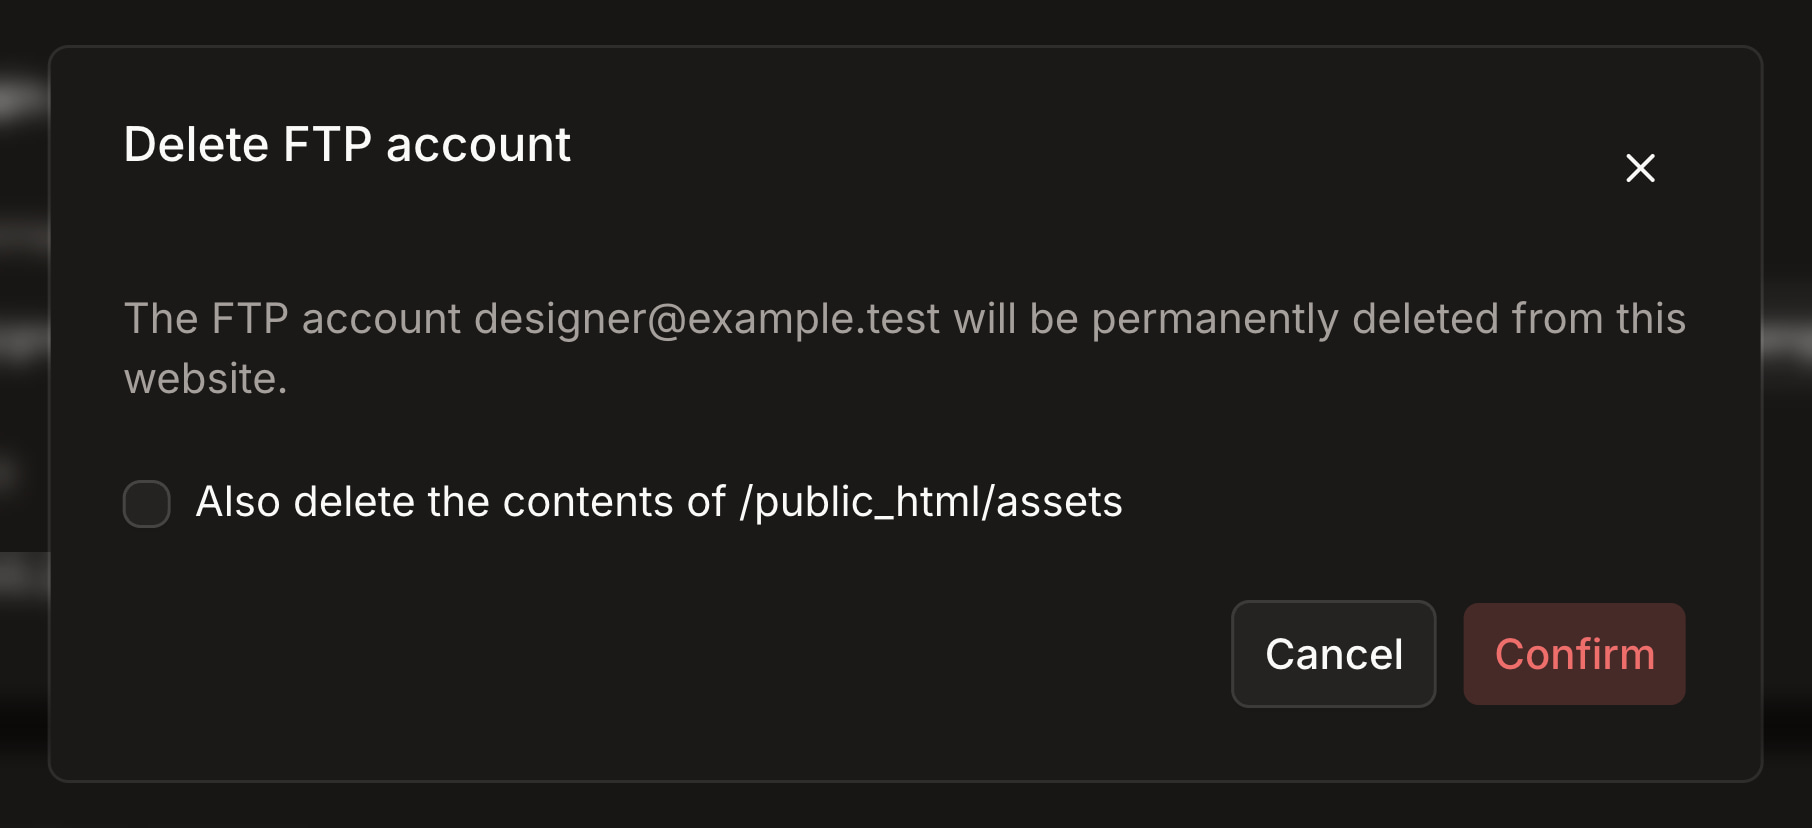 Delete FTP account
The FTP account designer@example.test will be permanently deleted from this
website.
Also delete the contents of /public_html/assets
Cancel
Confirm